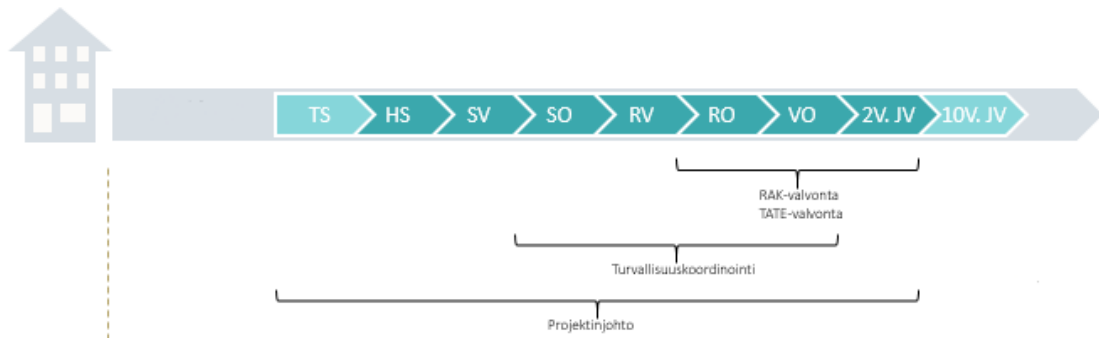 TS HS SV SO RV RO VO 2V. JV 10V. JV
RAK-valvonta
TATE-valvonta
Turvallisuuskoordinointi
Projektinjohto